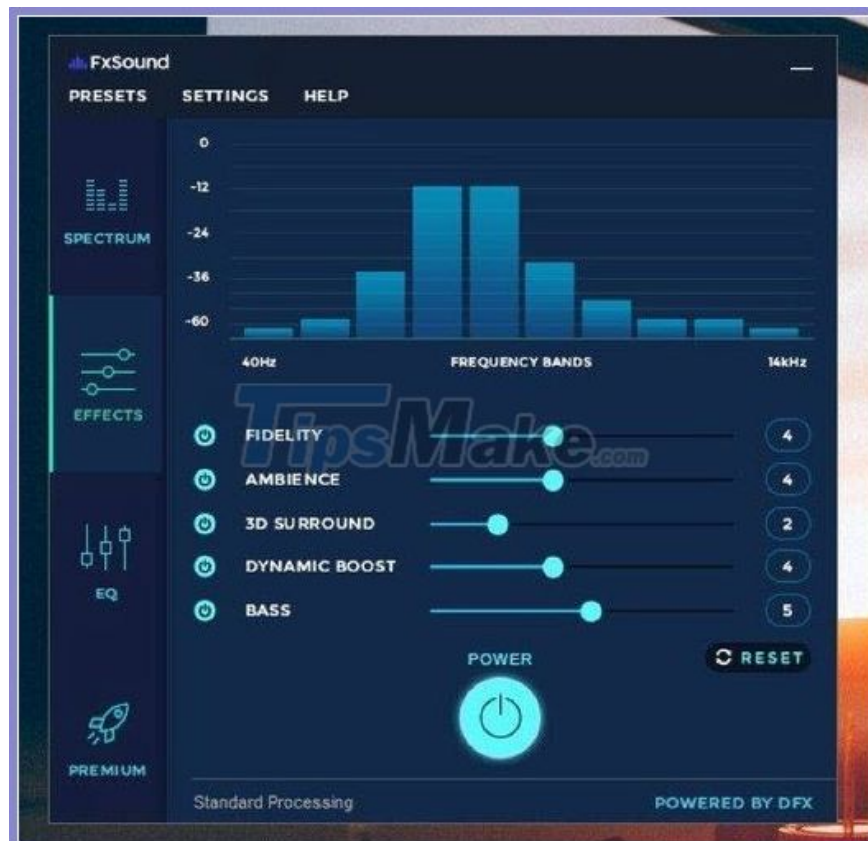 FxSound
PRESETS SETTINGS HELP
0
-12
-24
-36
-60
40Hz FREQUENCY BANDS 14kHz
SPECTRUM
EFFECTS
EQ
PREMIUM
TipsMake.com
FIDELITY 4
AMBIENCE 4
3D SURROUND 2
DYNAMIC BOOST 4
BASS 5
POWER
RESET
Standard Processing POWERED BY DFX